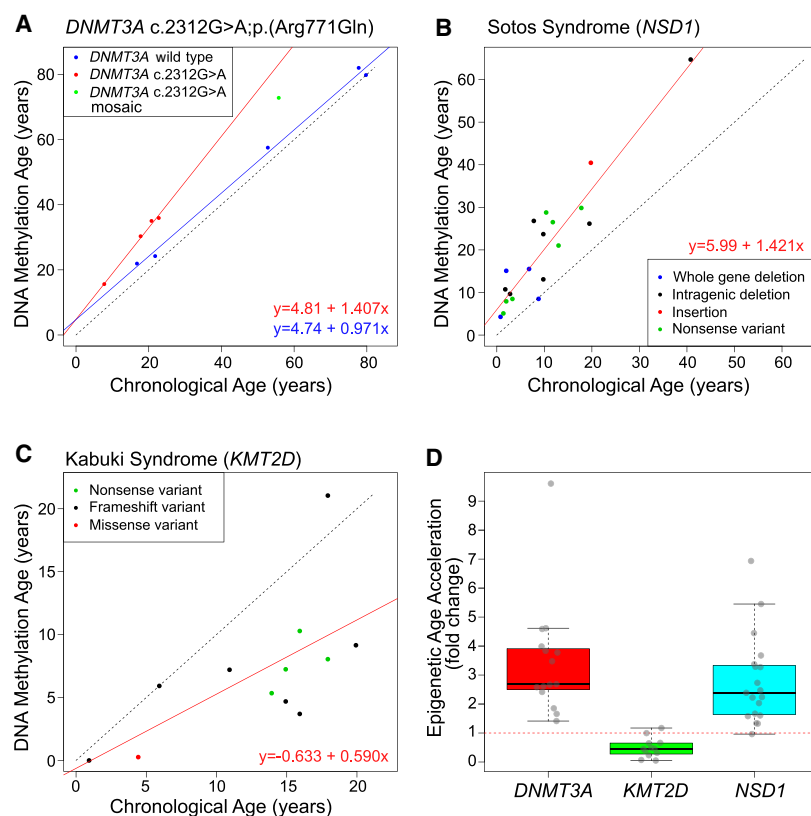 A
DNMT3A c.2312G>A;p.(Arg771Gln)
DNMT3A wild type
DNMT3A c.2312G>A
DNMT3A c.2312G>A
mosaic
DNA Methylation Age (years)
80
60
40
20
0
y=4.81 + 1.407x
y=4.74 + 0.971x
0 20 40 60 80
Chronological Age (years)
B
Sotos Syndrome (NSD1)
DNA Methylation Age (years)
60
50
40
30
20
10
0
y=5.99 + 1.421x
Whole gene deletion
Intragenic deletion
Insertion
Nonsense variant
0 10 20 30 40 50 60
Chronological Age (years)
C
Kabuki Syndrome (KMT2D)
Nonsense variant
Frameshift variant
Missense variant
DNA Methylation Age (years)
20
15
10
5
0
y=-0.633 + 0.590x
0 5 10 15 20
Chronological Age (years)
D
Epigenetic Age Acceleration
(fold change)
9
8
7
6
5
4
3
2
1
0
DNMT3A KMT2D NSD1